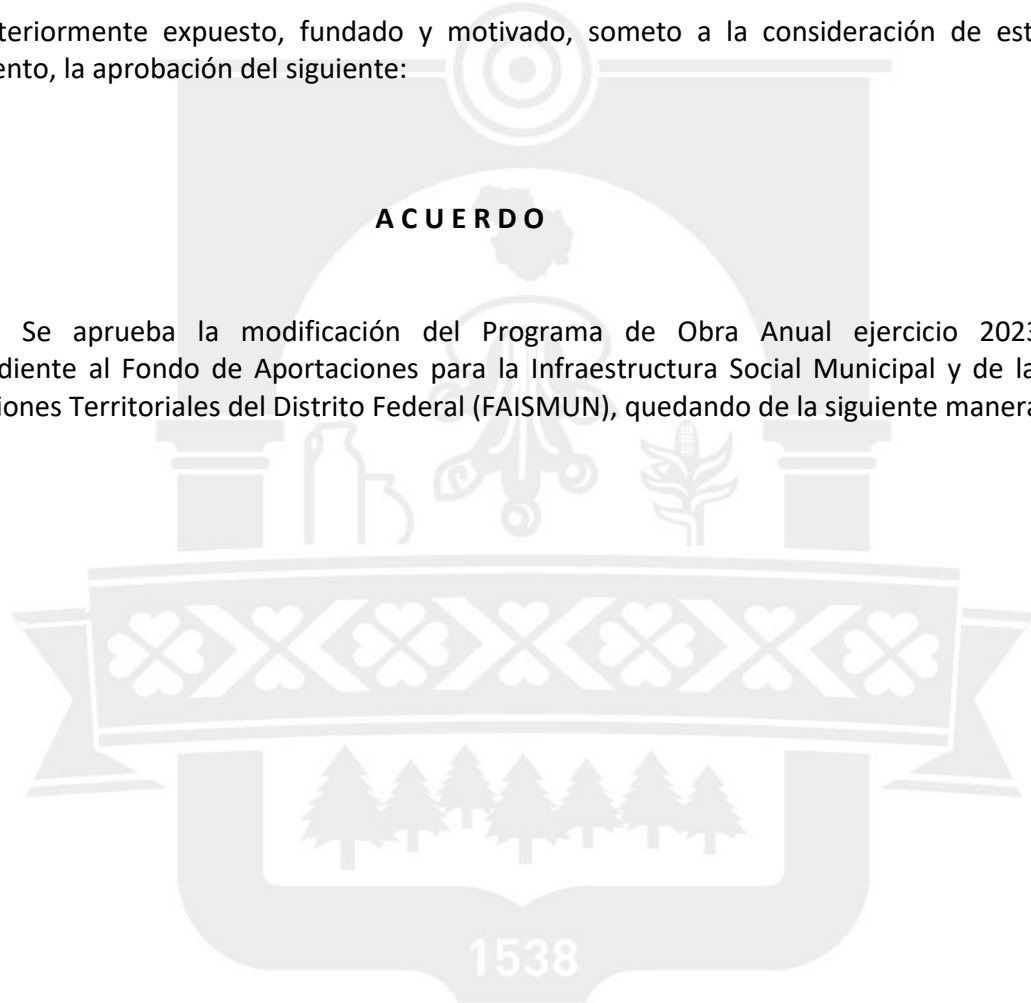 teriormente expuesto, fundado y motivado, someto a la consideración de est
ento, la aprobación del siguiente:
A C U E R D O
Se aprueba la modificación del Programa de Obra Anual ejercicio 2023
diente al Fondo de Aportaciones para la Infraestructura Social Municipal y de la
iones Territoriales del Distrito Federal (FAISMUN), quedando de la siguiente manera
1538